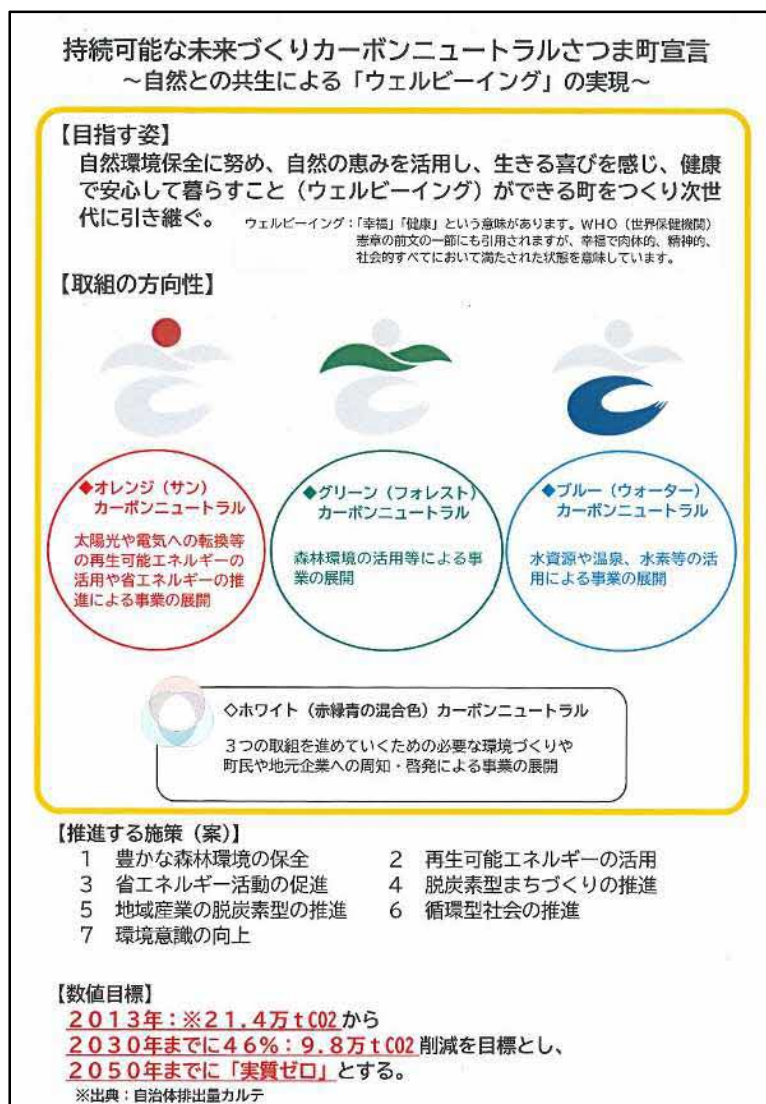 持続可能な未来づくりカーボンニュートラルさつま町宣言
～自然との共生による「ウェルビーイング」の実現～
【目指す姿】
自然環境保全に努め、自然の恵みを活用し、生きる喜びを感じ、健康
で安心して暮らすこと（ウェルビーイング）ができる町をつくり次世
代に引き継ぐ。
ウェルビーイング：「幸福」「健康」という意味があります。WHO（世界保健機関）
憲章の前文の一節にも引用されますが、幸福で肉体的、精神的、
社会的すべてにおいて満たされた状態を意味しています。
【取組の方向性】
◆オレンジ（サン）
カーボンニュートラル
太陽光や電気への転換等
の再生可能エネルギーの
活用や省エネルギーの推
進による事業の展開
◆グリーン（フォレスト）
カーボンニュートラル
森林環境の活用等による事
業の展開
◆ブルー（ウォーター）
カーボンニュートラル
水資源や温泉、水素等の活
用による事業の展開
◇ホワイト（赤緑青の混合色）カーボンニュートラル
３つの取組を進めていくための必要な環境づくりや
町民や地元企業への周知・啓発による事業の展開
【推進する施策（案）】
１　豊かな森林環境の保全　２　再生可能エネルギーの活用
３　省エネルギー活動の促進　４　脱炭素型まちづくりの推進
５　地域産業の脱炭素型の推進　６　循環型社会の推進
７　環境意識の向上
【数値目標】
２０１３年：※２１.４万ｔCO2から
２０３０年までに４６％：９.８万ｔCO2削減を目標とし、
２０５０年までに「実質ゼロ」とする。
※出典：自治体排出量カルテ